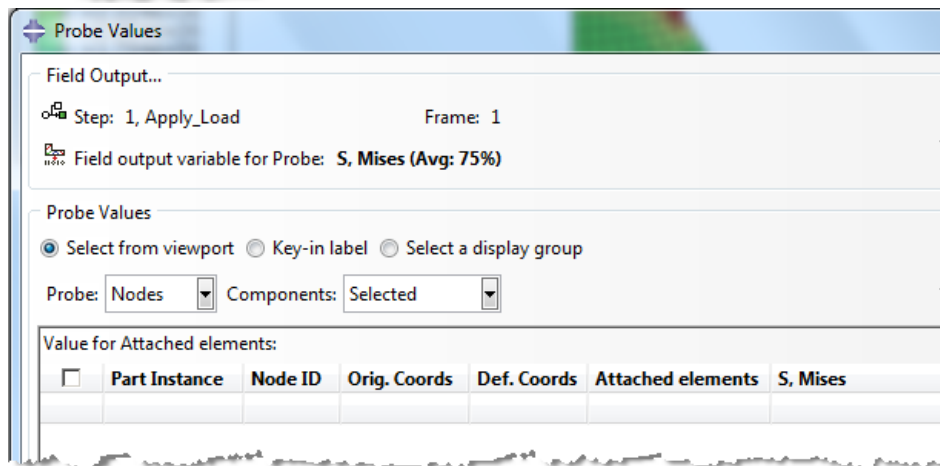 Probe Values
Field Output...
Step: 1, Apply_Load Frame: 1
Field output variable for Probe: S, Mises (Avg: 75%)
Probe Values
Select from viewport Key-in label Select a display group
Probe: Nodes Components: Selected
Value for Attached elements:
Part Instance Node ID Orig. Coords Def. Coords Attached elements S, Mises